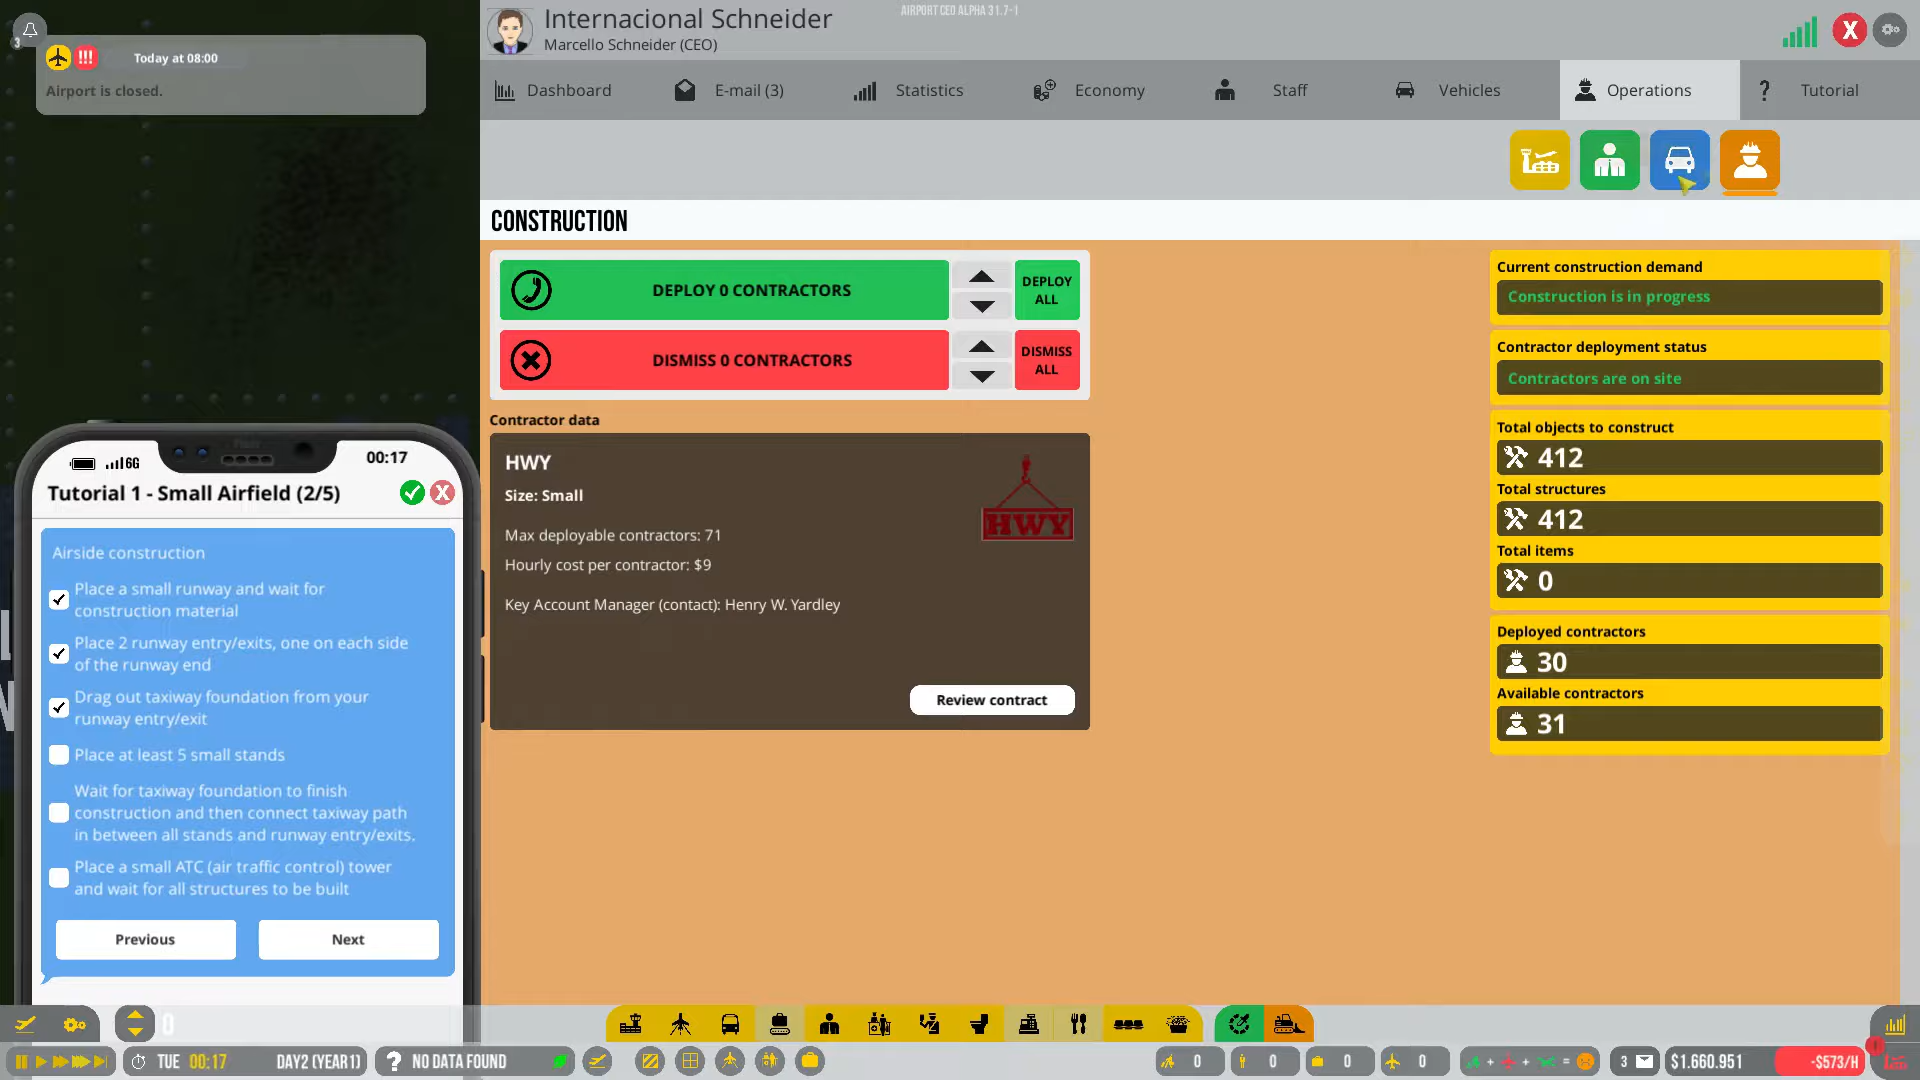 AIRPORT CEO ALPHA 31.7-1
Internacional Schneider
Marcello Schneider (CEO)
X
3
!!! Today at 08:00
Airport is closed.
Dashboard
E-mail (3)
Statistics
Economy
Staff
Vehicles
Operations
? Tutorial
CONSTRUCTION
DEPLOY 0 CONTRACTORS
DEPLOY
ALL
DISMISS 0 CONTRACTORS
DISMISS
ALL
Contractor data
HWY
Size: Small
Max deployable contractors: 71
Hourly cost per contractor: $9
Key Account Manager (contact): Henry W. Yardley
HWY
Review contract
Current construction demand
Construction is in progress
Contractor deployment status
Contractors are on site
Total objects to construct
412
Total structures
412
Total items
0
Deployed contractors
30
Available contractors
31
6G
00:17
Tutorial 1 - Small Airfield (2/5)
X
Airside construction
Place a small runway and wait for
construction material
Place 2 runway entry/exits, one on each side
of the runway end
Drag out taxiway foundation from your
runway entry/exit
Place at least 5 small stands
Wait for taxiway foundation to finish
construction and then connect taxiway path
in between all stands and runway entry/exits.
Place a small ATC (air traffic control) tower
and wait for all structures to be built
Previous
Next
0
TUE 00:17 DAY2 (YEAR1)
? NO DATA FOUND
0
0
0
0
+ + =
3
$1.660.951
-$573/H